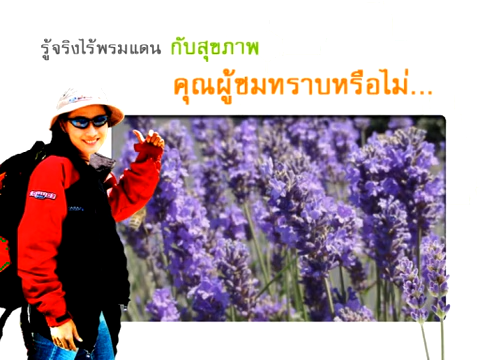 รู้จริงไร้พรมแดน กับสุขภาพ
คุณผู้ชมทราบหรือไม่...